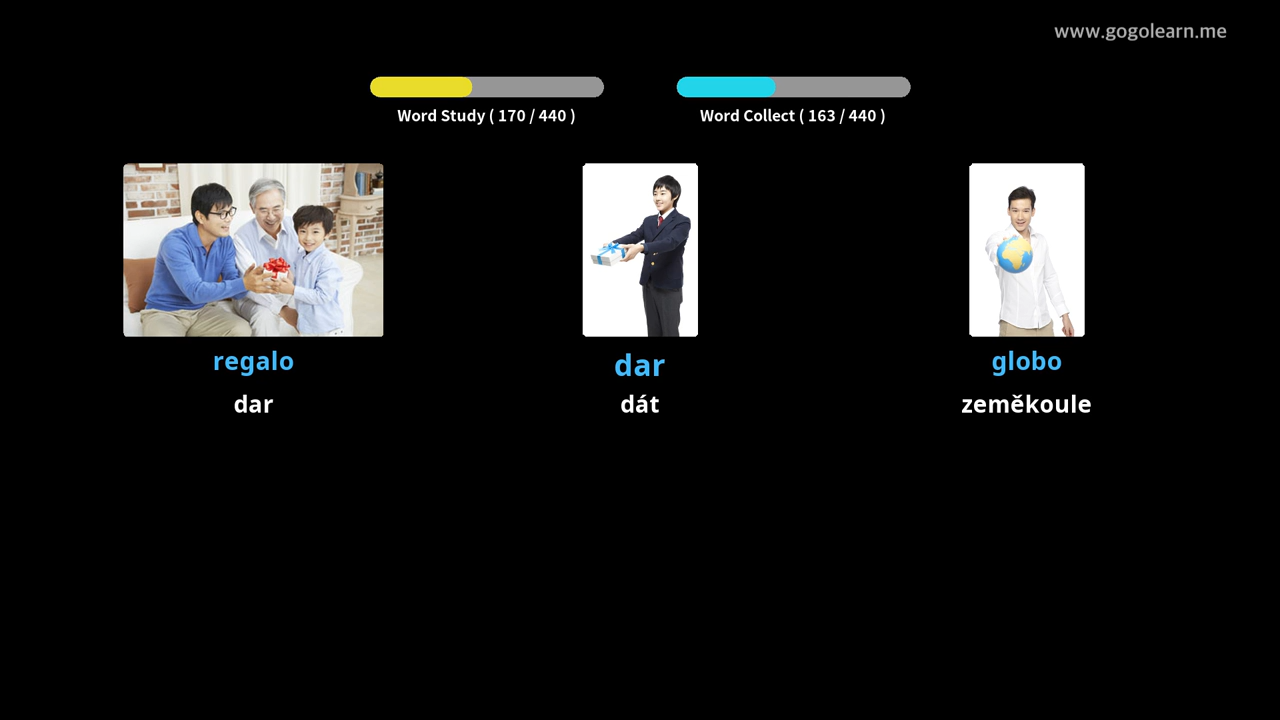 www.gogolearn.me
Word Study ( 170 / 440 )
Word Collect ( 163 / 440 )
regalo
dar
dar
dát
globo
zeměkoule